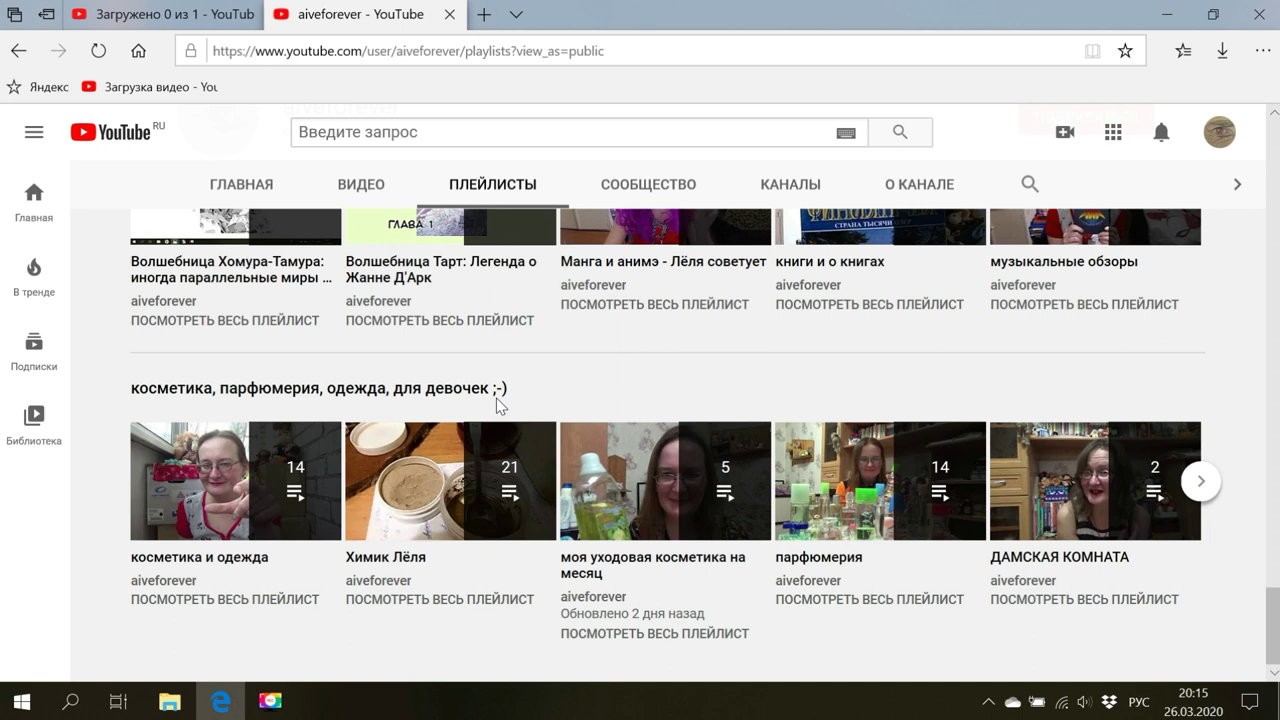 Загружено 0 из 1 - YouTub
aiveforever - YouTube
https://www.youtube.com/user/aiveforever/playlists?view_as=public
Яндекс
Загрузка видео - You
YouTube RU
Введите запрос
ГЛАВНАЯ
ВИДЕО
ПЛЕЙЛИСТЫ
СООБЩЕСТВО
КАНАЛЫ
О КАНАЛЕ
Главная
В тренде
Подписки
Библиотека
ГЛАВА 1
СТРАНА ТЫСЯЧИ
Волшебница Хомура-Тамура:
иногда параллельные миры ...
aiveforever
ПОСМОТРЕТЬ ВЕСЬ ПЛЕЙЛИСТ
Волшебница Тарт: Легенда о
Жанне Д'Арк
aiveforever
ПОСМОТРЕТЬ ВЕСЬ ПЛЕЙЛИСТ
Манга и анимэ - Лёля советует
aiveforever
ПОСМОТРЕТЬ ВЕСЬ ПЛЕЙЛИСТ
книги и о книгах
aiveforever
ПОСМОТРЕТЬ ВЕСЬ ПЛЕЙЛИСТ
музыкальные обзоры
aiveforever
ПОСМОТРЕТЬ ВЕСЬ ПЛЕЙЛИСТ
косметика, парфюмерия, одежда, для девочек ;-)
14
21
5
14
2
косметика и одежда
aiveforever
ПОСМОТРЕТЬ ВЕСЬ ПЛЕЙЛИСТ
Химик Лёля
aiveforever
ПОСМОТРЕТЬ ВЕСЬ ПЛЕЙЛИСТ
моя уходовая косметика на
месяц
aiveforever
Обновлено 2 дня назад
ПОСМОТРЕТЬ ВЕСЬ ПЛЕЙЛИСТ
парфюмерия
aiveforever
ПОСМОТРЕТЬ ВЕСЬ ПЛЕЙЛИСТ
ДАМСКАЯ КОМНАТА
aiveforever
ПОСМОТРЕТЬ ВЕСЬ ПЛЕЙЛИСТ
РУС
20:15
26.03.2020